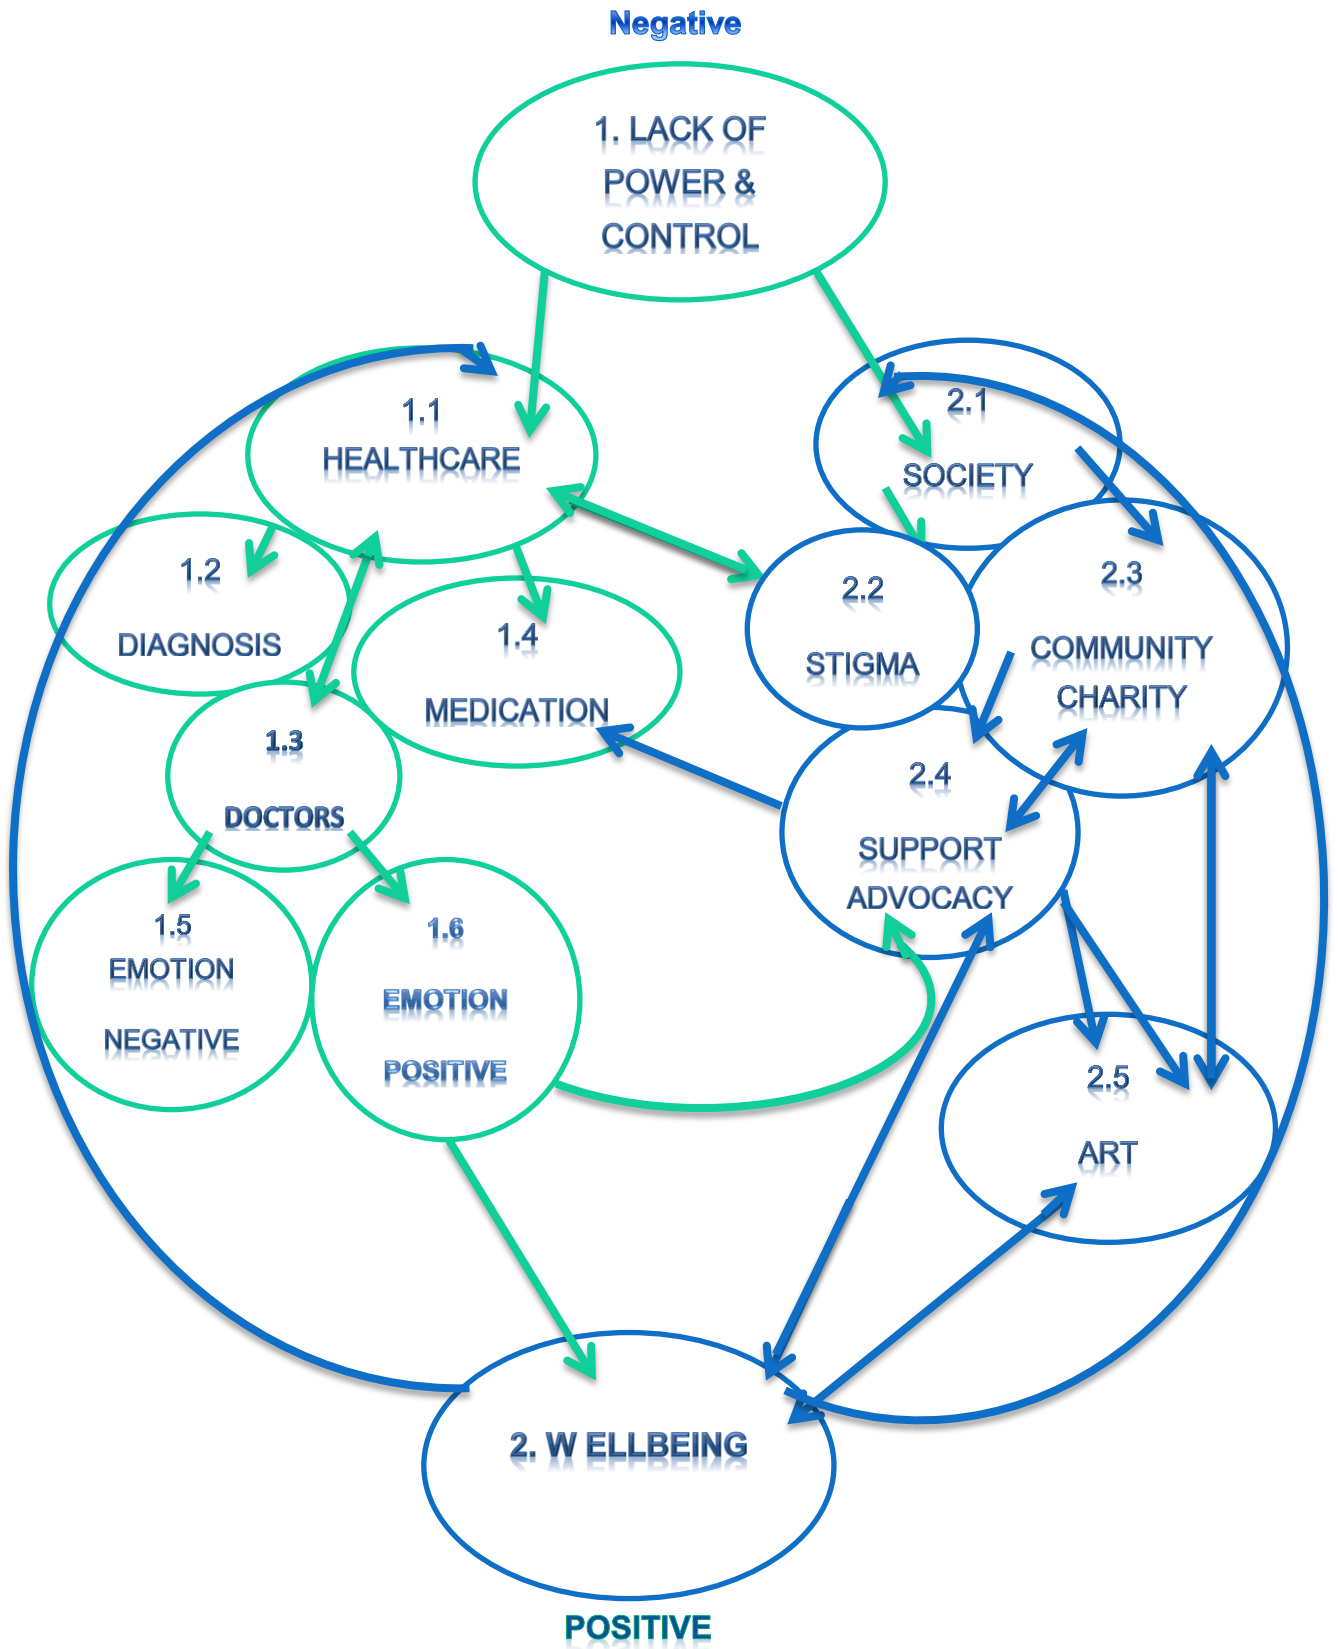 Negative
1. LACK OF
POWER &
CONTROL
1.1
HEALTHCARE
2.1
SOCIETY
1.2
DIAGNOSIS
1.4
MEDICATION
2.2
STIGMA
2.3
COMMUNITY
CHARITY
1.3
DOCTORS
2.4
SUPPORT
ADVOCACY
1.5
EMOTION
NEGATIVE
1.6
EMOTION
POSITIVE
2.5
ART
2. W ELLBEING
POSITIVE